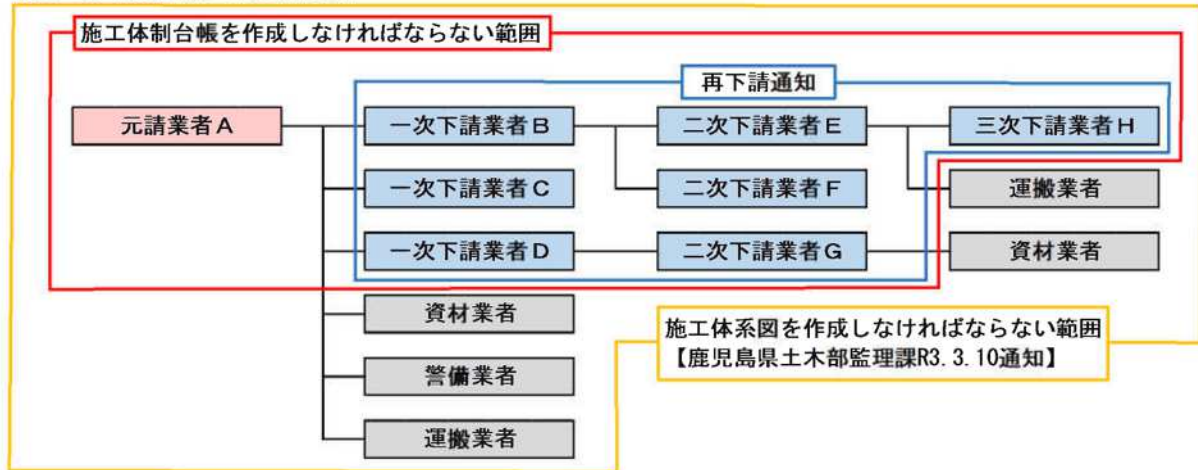 施工体制台帳を作成しなければならない範囲
再下請通知
元請業者A
一次下請業者B
二次下請業者E
三次下請業者H
一次下請業者C
二次下請業者F
運搬業者
一次下請業者D
二次下請業者G
資材業者
資材業者
施工体系図を作成しなければならない範囲
【鹿児島県土木部監理課R3.3.10通知】
警備業者
運搬業者